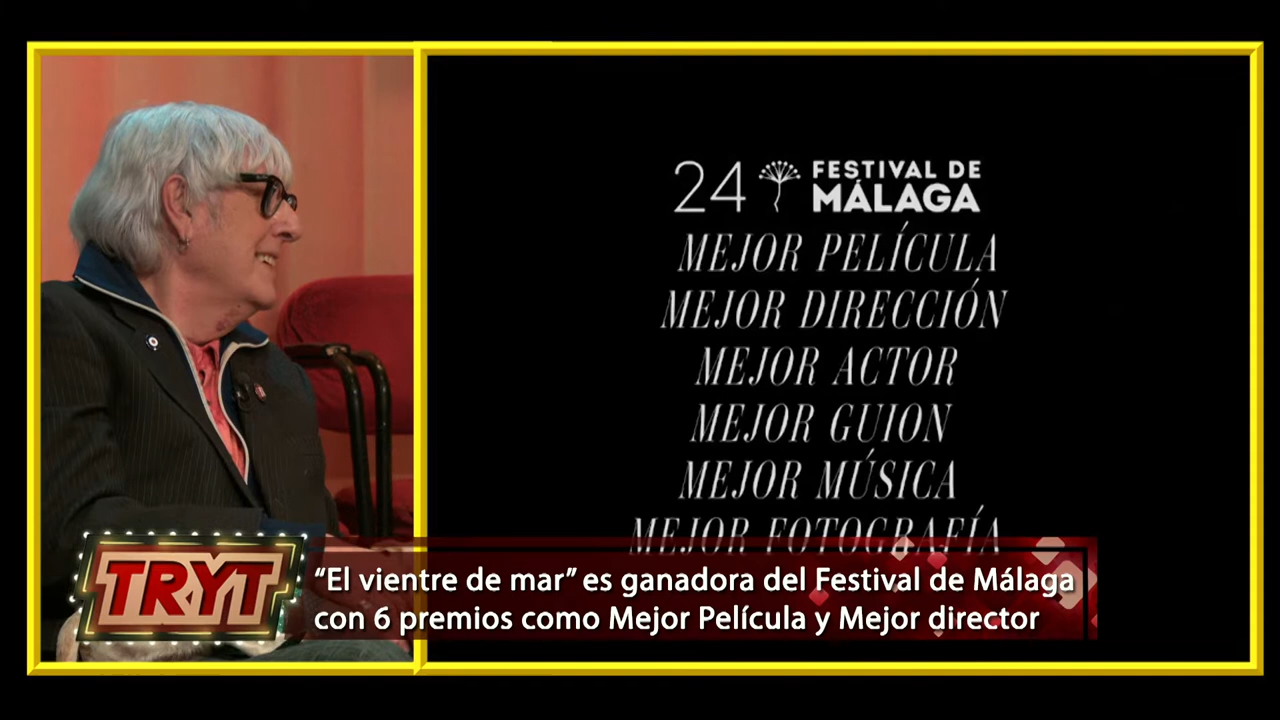 24 FESTIVAL DE
MÁLAGA
MEJOR PELÍCULA
MEJOR DIRECCIÓN
MEJOR ACTOR
MEJOR GUION
MEJOR MÚSICA
MEJOR FOTOGRAFÍA
TRYT
“El vientre de mar” es ganadora del Festival de Málaga
con 6 premios como Mejor Película y Mejor director